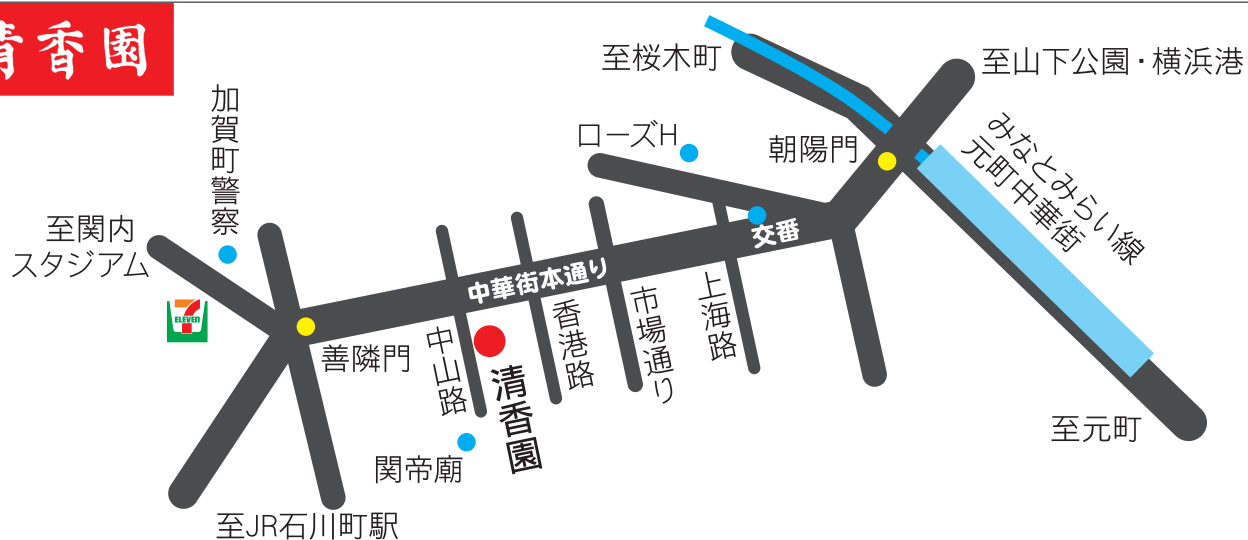 清香園
至桜木町
至山下公園・横浜港
加賀町警察
ローズH
朝陽門
みなとみらい線
元町中華街
至関内
スタジアム
交番
中華街本通り
7
ELEVEN
善隣門
中山路
香港路
市場通り
上海路
清香園
関帝廟
至元町
至JR石川町駅